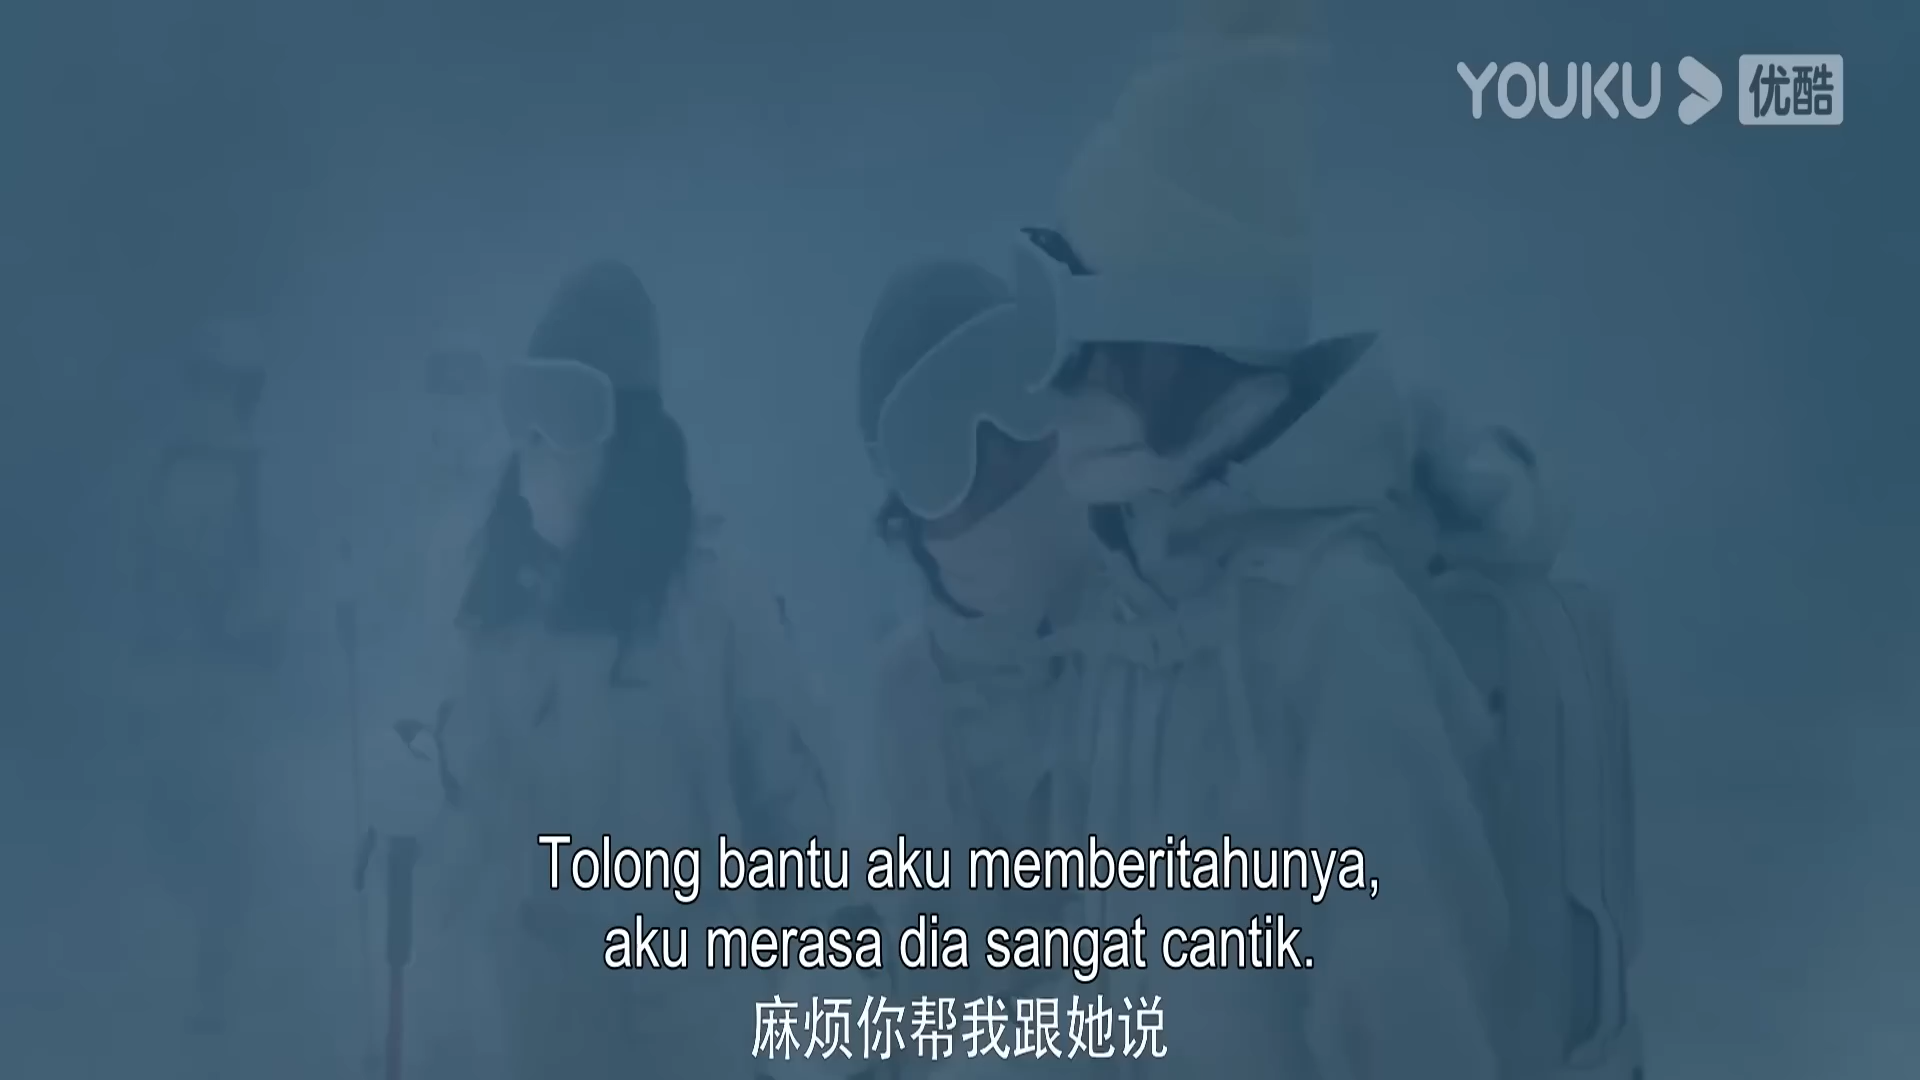 YOUKU 优酷
Tolong bantu aku memberitahunya,
aku merasa dia sangat cantik.
麻烦你帮我跟她说